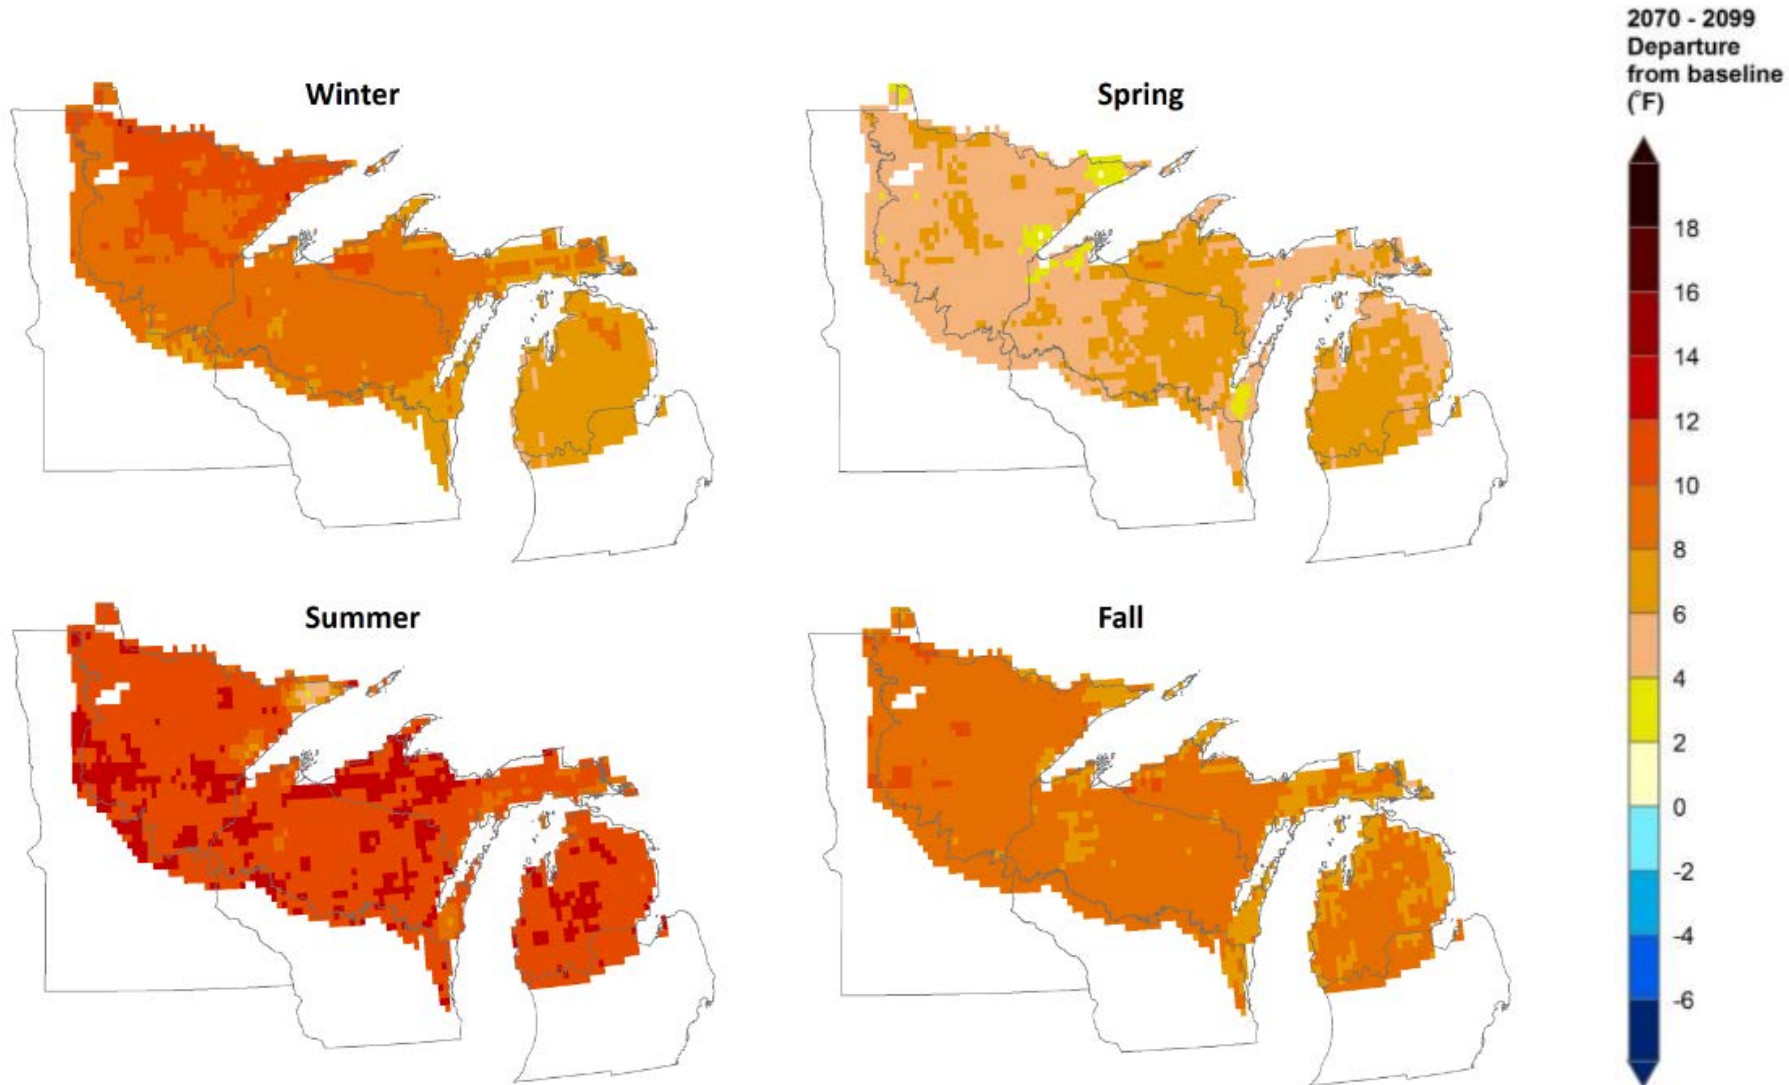 Winter
Spring
Summer
Fall
2070 - 2099
Departure
from baseline
(°F)
18
16
14
12
10
8
6
4
2
0
-2
-4
-6